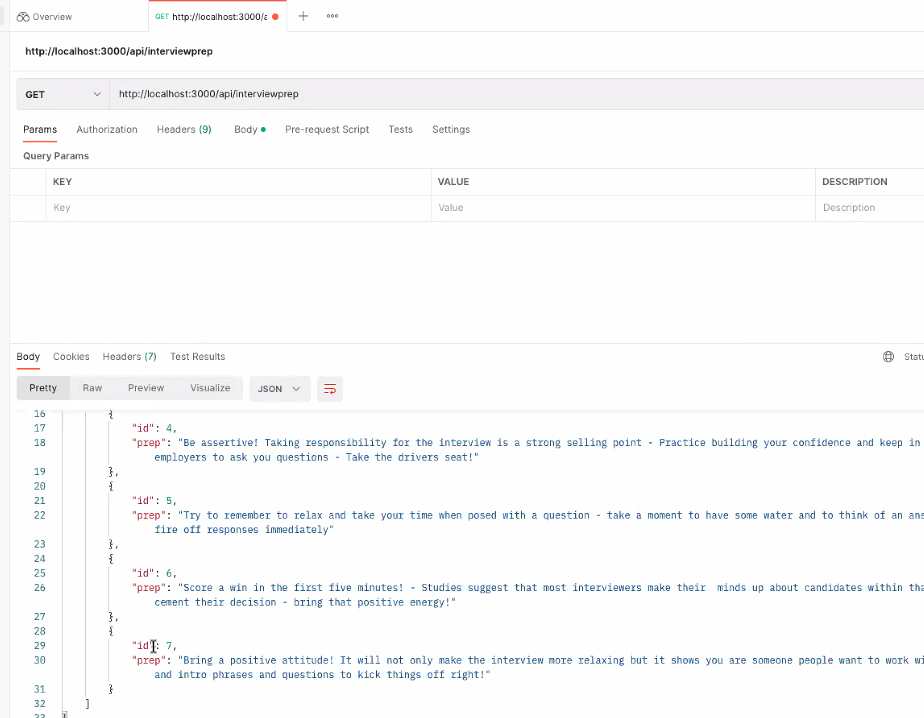 Overview
GET http://localhost:3000/a
http://localhost:3000/api/interviewprep
GET http://localhost:3000/api/interviewprep
Params Authorization Headers (9) Body Pre-request Script Tests Settings
Query Params
KEY VALUE DESCRIPTION
Key Value Description
Body Cookies Headers (7) Test Results Statu
Pretty Raw Preview Visualize JSON
16 {
17 "id": 4,
18 "prep": "Be assertive! Taking responsibility for the interview is a strong selling point - Practice building your confidence and keep in
employers to ask you questions - Take the drivers seat!"
19 },
20 {
21 "id": 5,
22 "prep": "Try to remember to relax and take your time when posed with a question - take a moment to have some water and to think of an ans
fire off responses immediately"
23 },
24 {
25 "id": 6,
26 "prep": "Score a win in the first five minutes! - Studies suggest that most interviewers make their  minds up about candidates within tha
cement their decision - bring that positive energy!"
27 },
28 {
29 "id": 7,
30 "prep": "Bring a positive attitude! It will not only make the interview more relaxing but it shows you are someone people want to work wi
and intro phrases and questions to kick things off right!"
31 }
32 ]
33 }